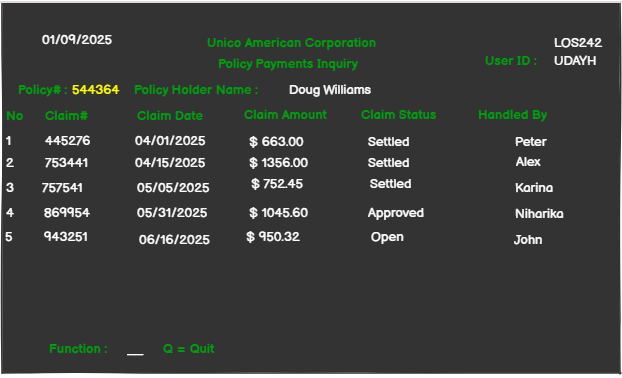 01/09/2025 Unico American Corporation LOS242
Policy Payments Inquiry User ID : UDAYH
Policy# : 544364 Policy Holder Name : Doug Williams
No Claim# Claim Date Claim Amount Claim Status Handled By
1 445276 04/01/2025 $ 663.00 Settled Peter
2 753441 04/15/2025 $ 1356.00 Settled Alex
3 757541 05/05/2025 $ 752.45 Settled Karina
4 869954 05/31/2025 $ 1045.60 Approved Niharika
5 943251 06/16/2025 $ 950.32 Open John
Function : __ Q = Quit